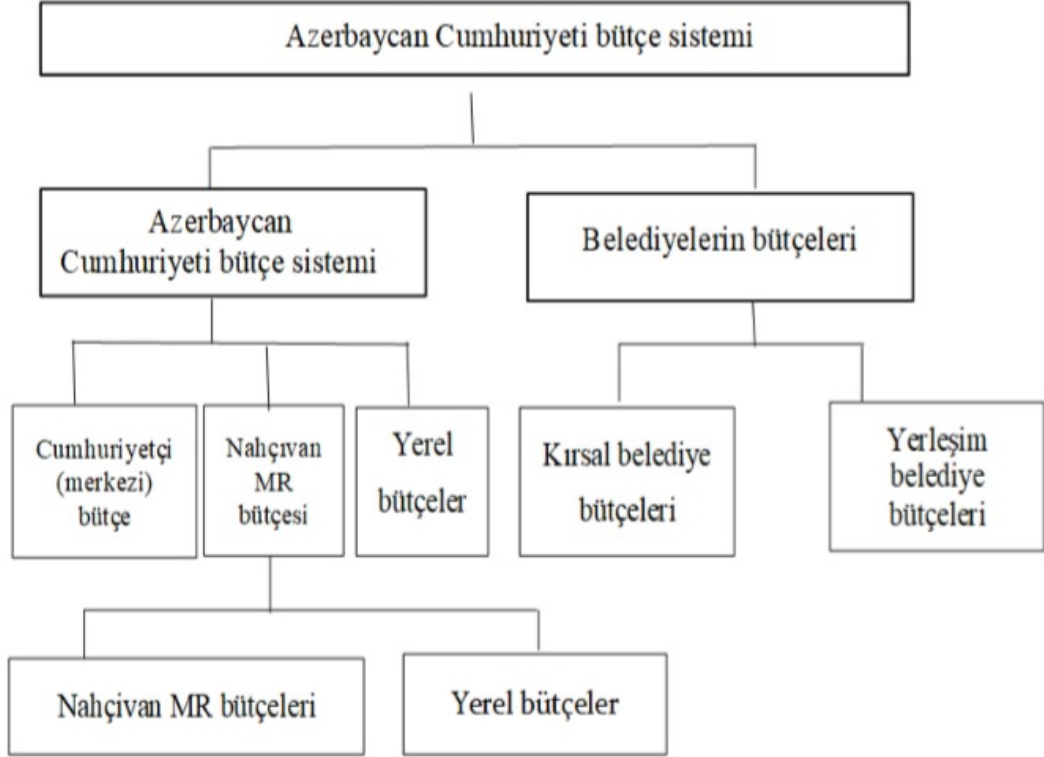 Azerbaycan Cumhuriyeti bütçe sistemi
Azerbaycan
Cumhuriyeti bütçe sistemi
Belediyelerin bütçeleri
Cumhuriyetçi
(merkezi)
bütçe
Nahçıvan
MR
bütçesi
Yerel
bütçeler
Kırsal belediye
bütçeleri
Yerleşim
belediye
bütçeleri
Nahçivan MR bütçeleri
Yerel bütçeler